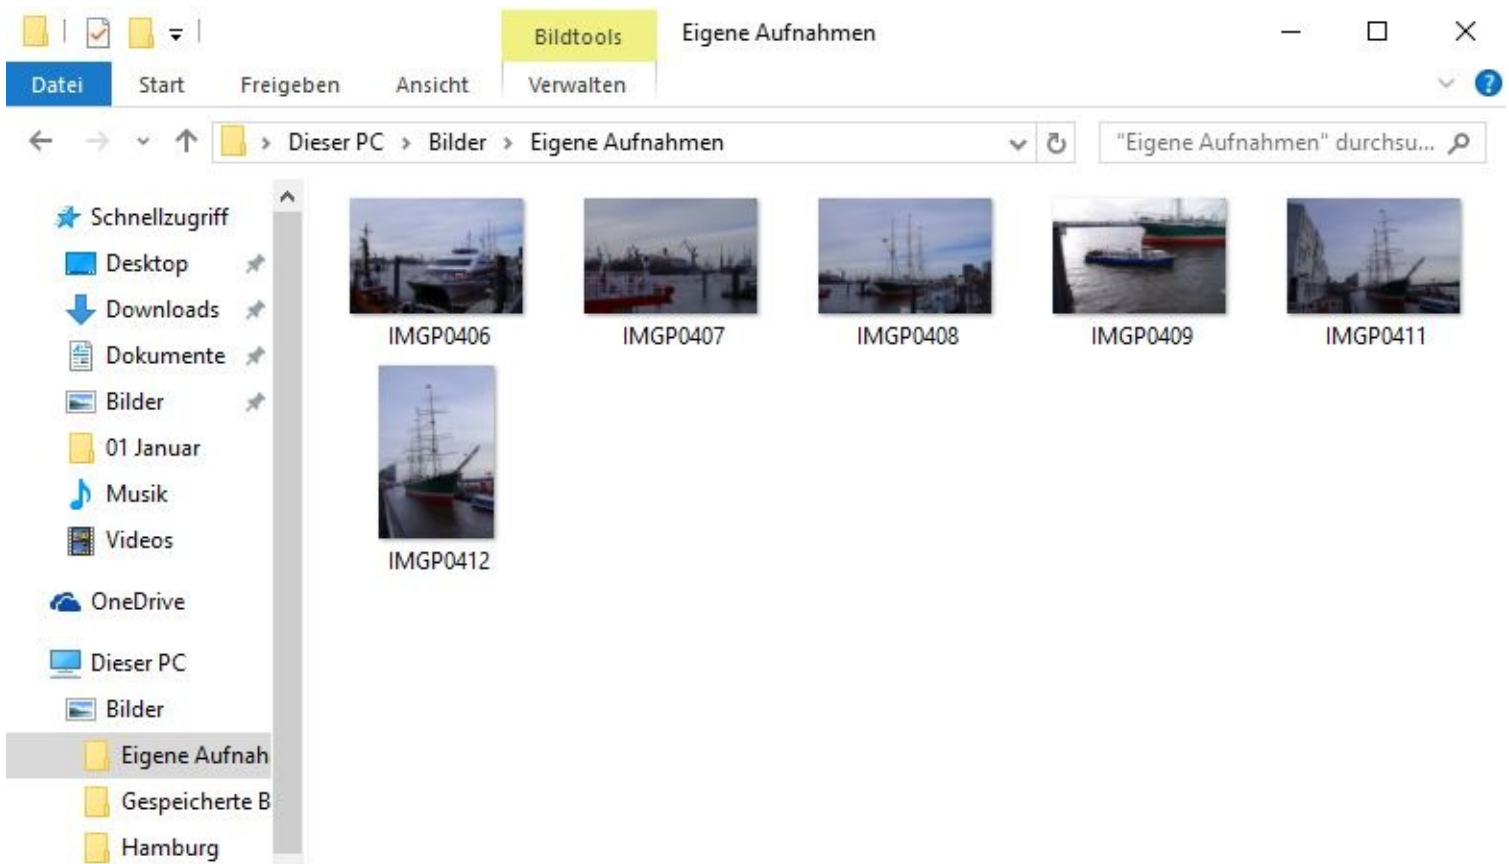 Bildtools Eigene Aufnahmen
Datei Start Freigeben Ansicht Verwalten
Dieser PC > Bilder > Eigene Aufnahmen "Eigene Aufnahmen" durchsu...
Schnellzugriff
Desktop
Downloads
Dokumente
Bilder
01 Januar
Musik
Videos
OneDrive
Dieser PC
Bilder
Eigene Aufnah
Gespeicherte B
Hamburg
IMGP0406 IMGP0407 IMGP0408 IMGP0409 IMGP0411
IMGP0412